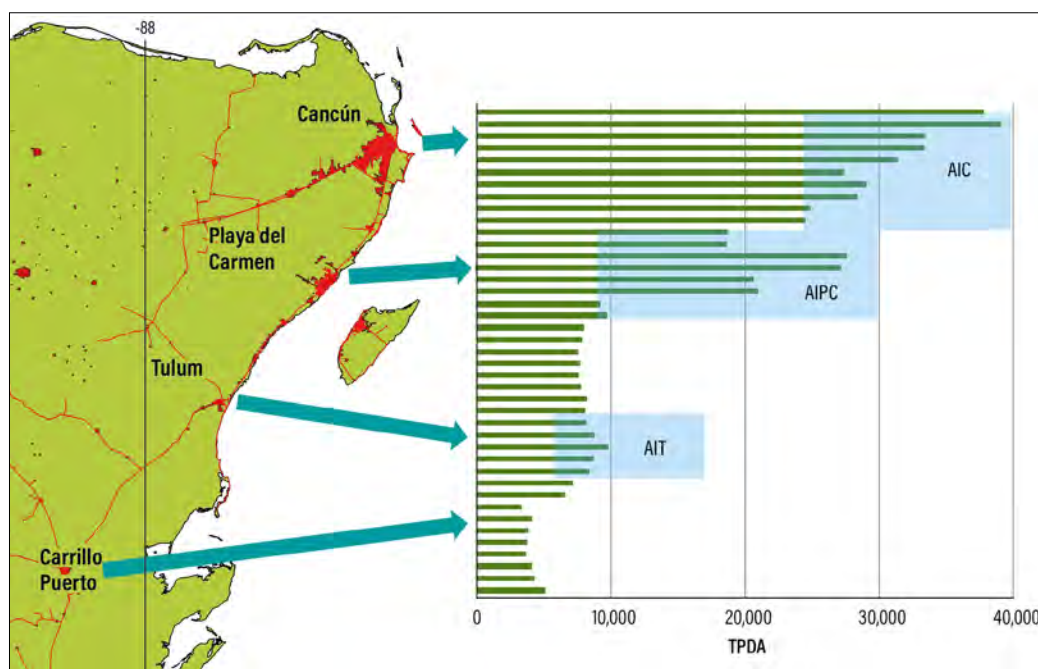 -88
Cancún
Playa del
Carmen
Tulum
Carrillo
Puerto
AIC
AIPC
AIT
0
10,000
20,000
30,000
40,000
TPDA